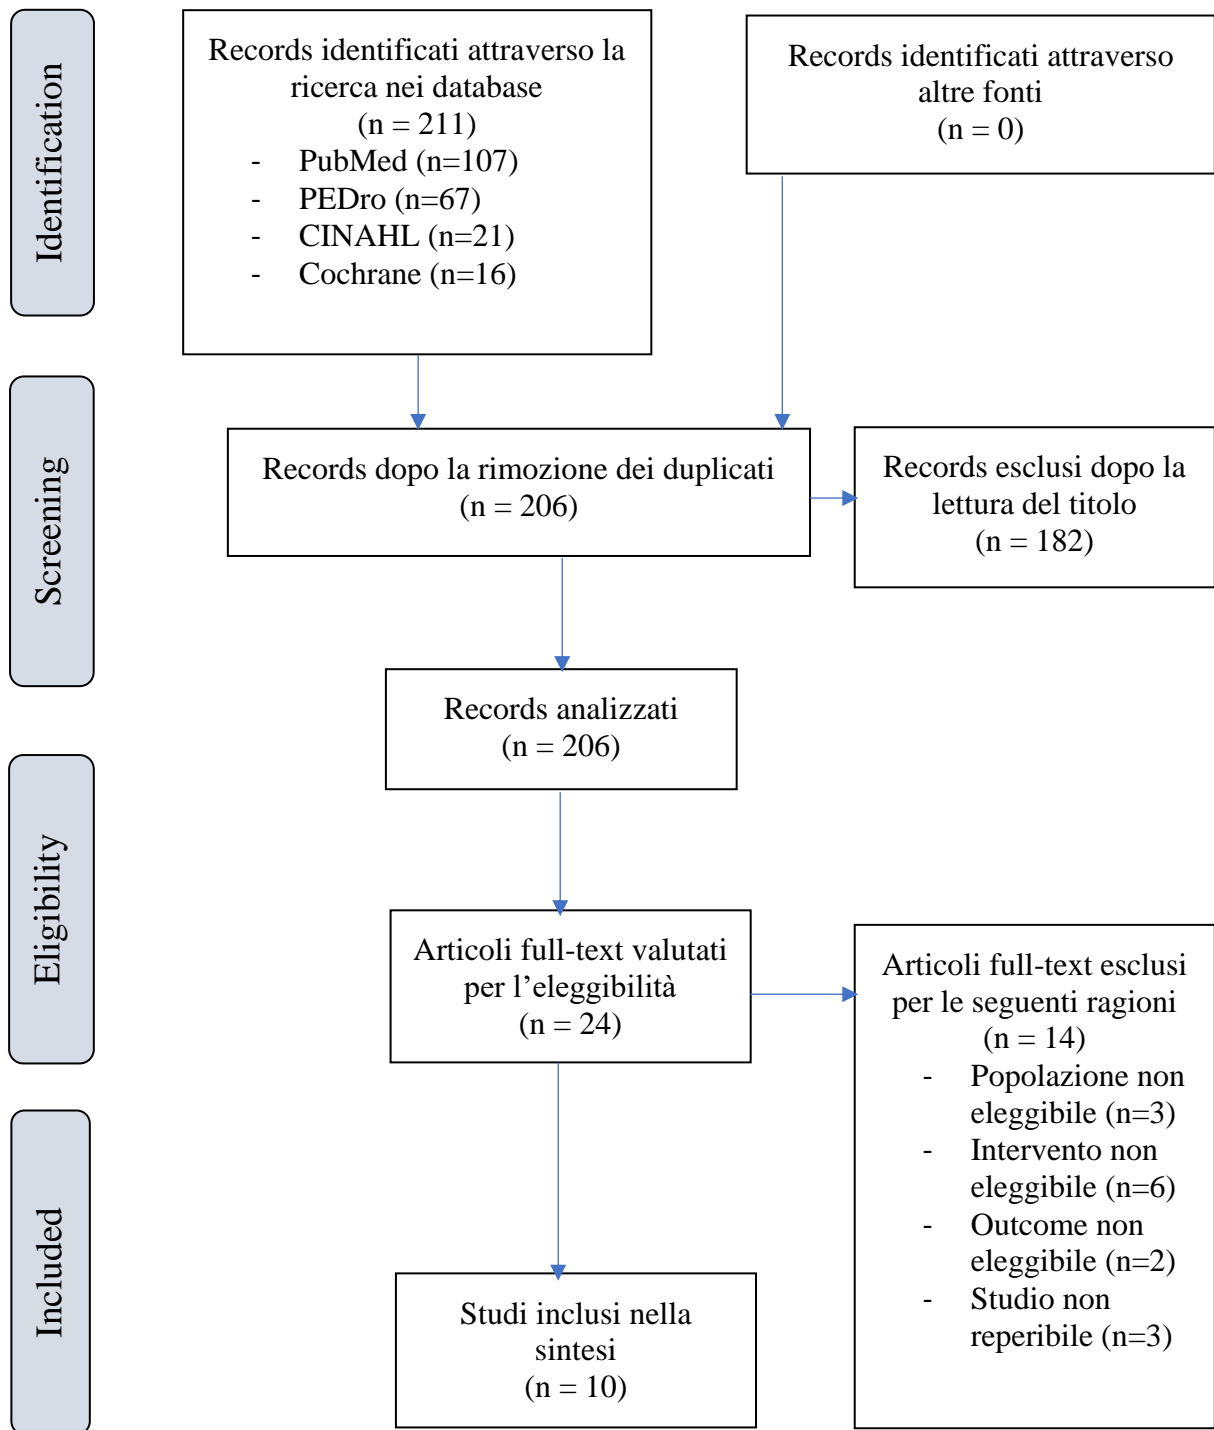 Identification
Records identificati attraverso la
ricerca nei database
(n = 211)
- PubMed (n=107)
- PEDro (n=67)
- CINAHL (n=21)
- Cochrane (n=16)
Records identificati attraverso
altre fonti
(n = 0)
Screening
Records dopo la rimozione dei duplicati
(n = 206)
Records esclusi dopo la
lettura del titolo
(n = 182)
Records analizzati
(n = 206)
Eligibility
Articoli full-text valutati
per l’eleggibilità
(n = 24)
Articoli full-text esclusi
per le seguenti ragioni
(n = 14)
- Popolazione non
eleggibile (n=3)
- Intervento non
eleggibile (n=6)
- Outcome non
eleggibile (n=2)
- Studio non
reperibile (n=3)
Included
Studi inclusi nella
sintesi
(n = 10)